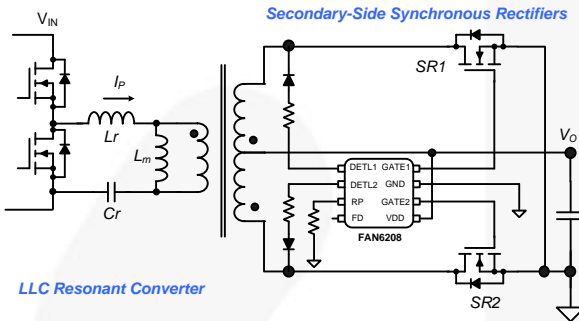 Secondary-Side Synchronous Rectifiers
VIN
SR1
IP
Lr
Lm
Cr
VO
DETL1 GATE1
DETL2 GND
RP GATE2
FD VDD
FAN6208
SR2
LLC Resonant Converter